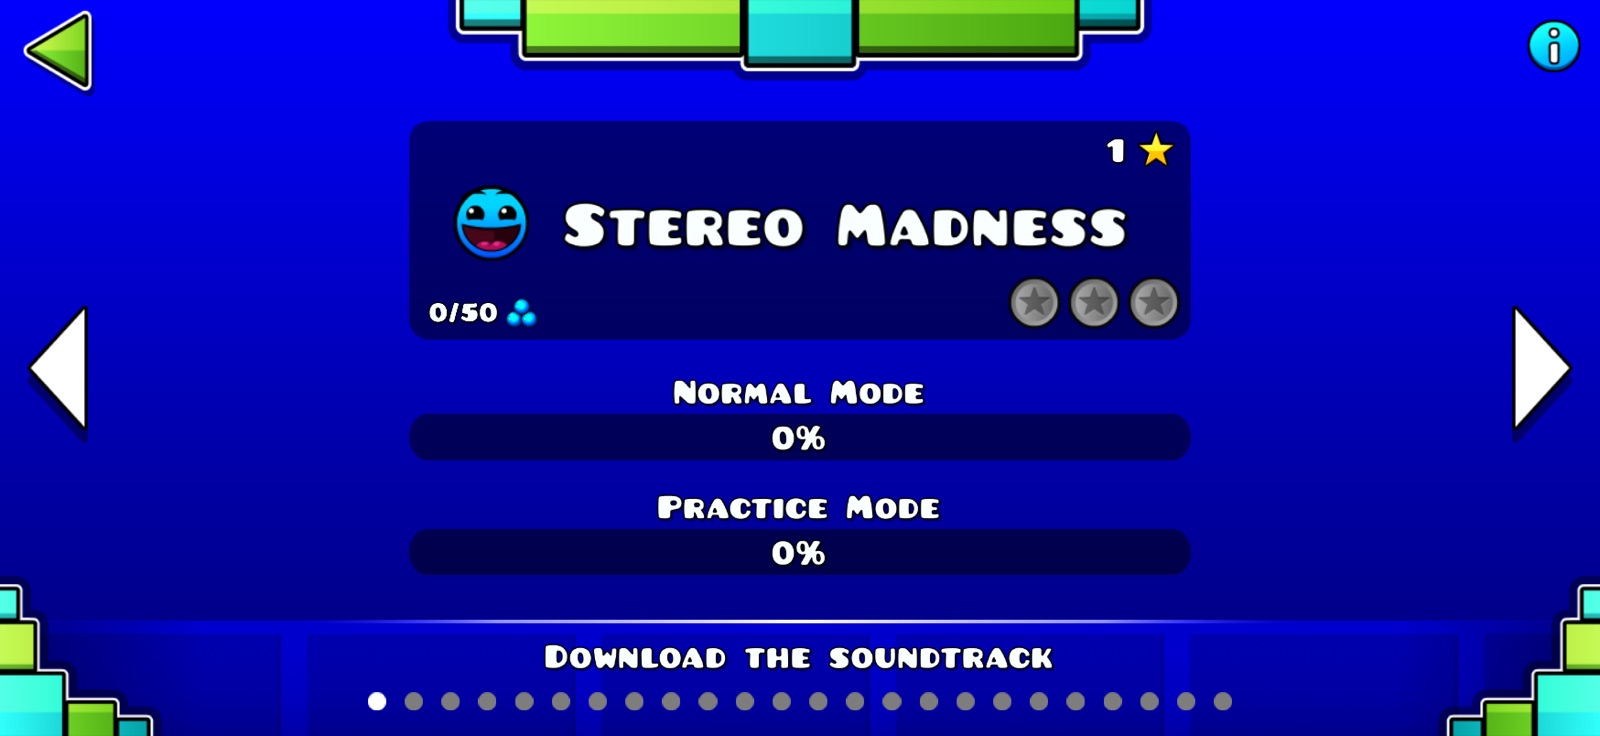 1
Stereo Madness
0/50
Normal Mode
0%
Practice Mode
0%
Download the soundtrack